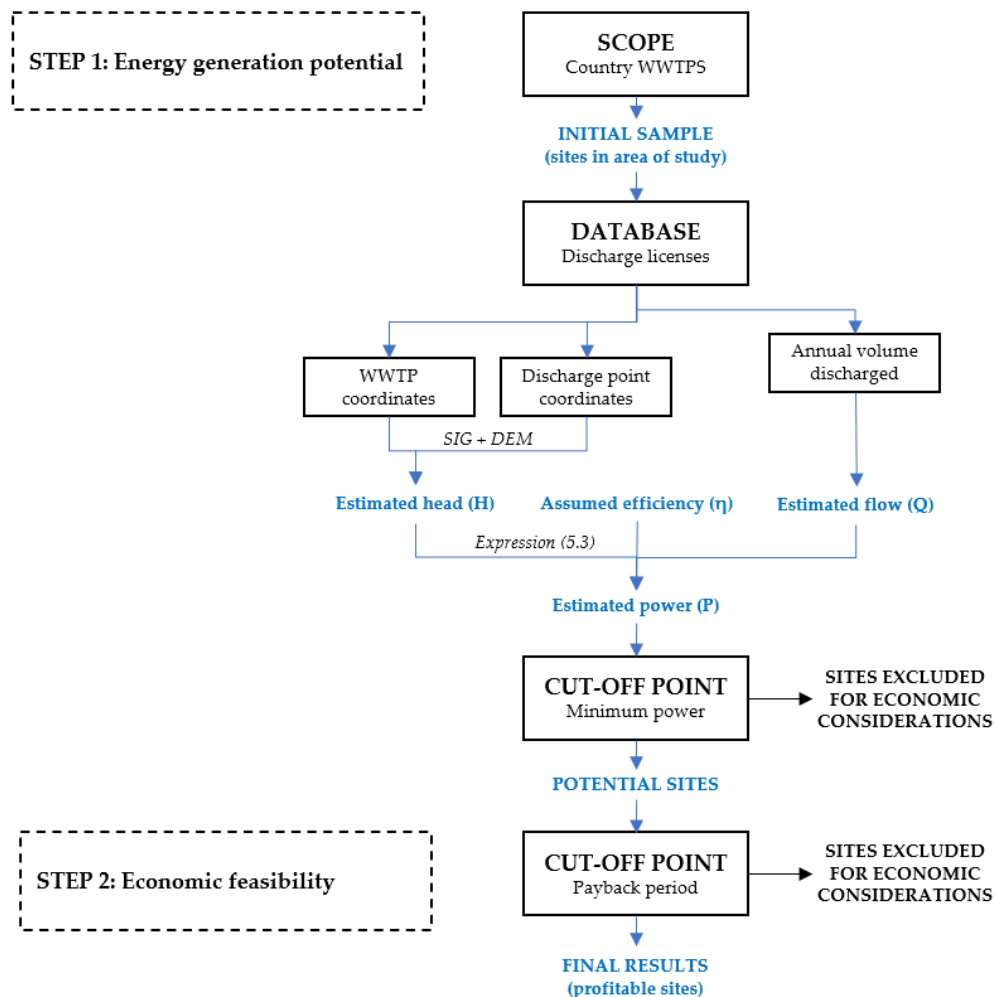 STEP 1: Energy generation potential
SCOPE
Country WWTPS
INITIAL SAMPLE
(sites in area of study)
DATABASE
Discharge licenses
WWTP
coordinates
Discharge point
coordinates
Annual volume
discharged
SIG + DEM
Estimated head (H)
Assumed efficiency (η)
Estimated flow (Q)
Expression (5.3)
Estimated power (P)
CUT-OFF POINT
Minimum power
SITES EXCLUDED
FOR ECONOMIC
CONSIDERATIONS
POTENTIAL SITES
STEP 2: Economic feasibility
CUT-OFF POINT
Payback period
SITES EXCLUDED
FOR ECONOMIC
CONSIDERATIONS
FINAL RESULTS
(profitable sites)